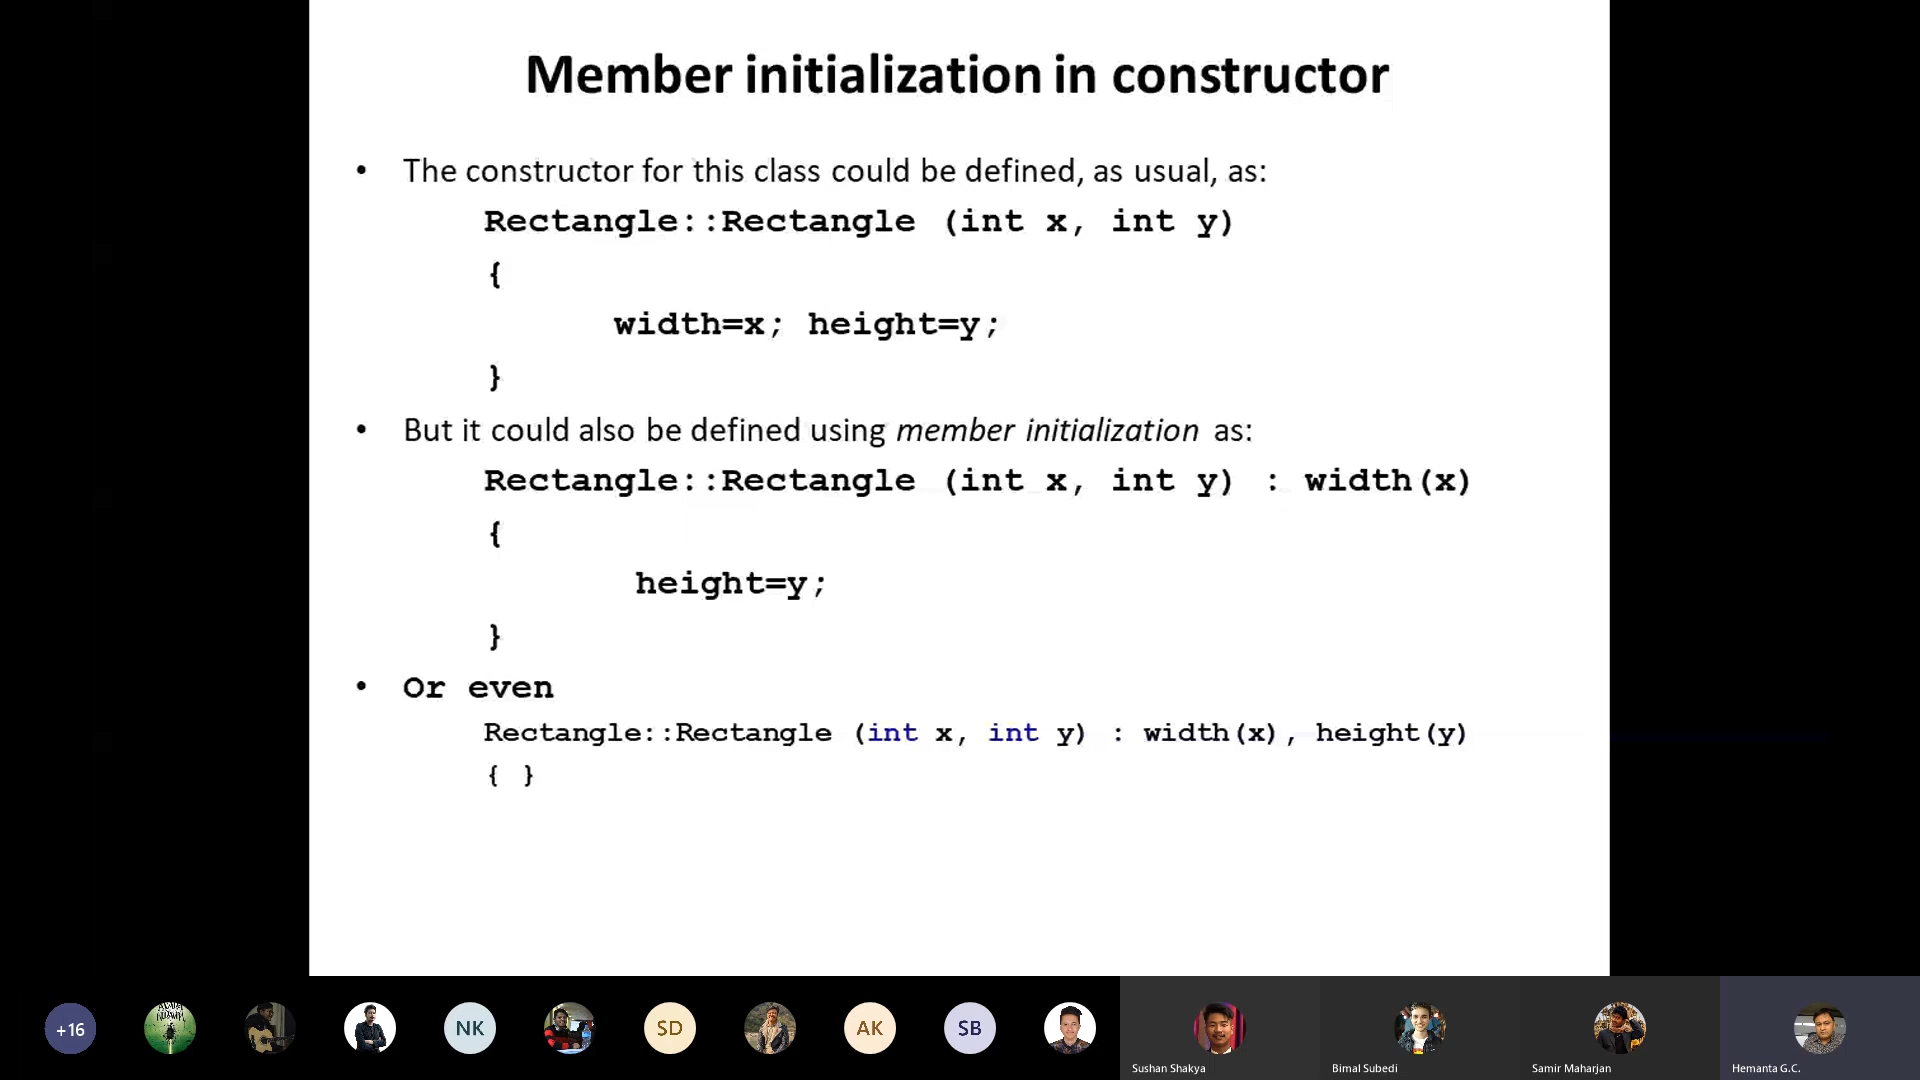 Member initialization in constructor
• The constructor for this class could be defined, as usual, as:
Rectangle::Rectangle (int x, int y)
{
width=x; height=y;
}
• But it could also be defined using member initialization as:
Rectangle::Rectangle (int x, int y) : width(x)
{
height=y;
}
• Or even
Rectangle::Rectangle (int x, int y) : width(x), height(y)
{ }
+16
NK
SD
AK
SB
Sushan Shakya
Bimal Subedi
Samir Maharjan
Hemanta G.C.